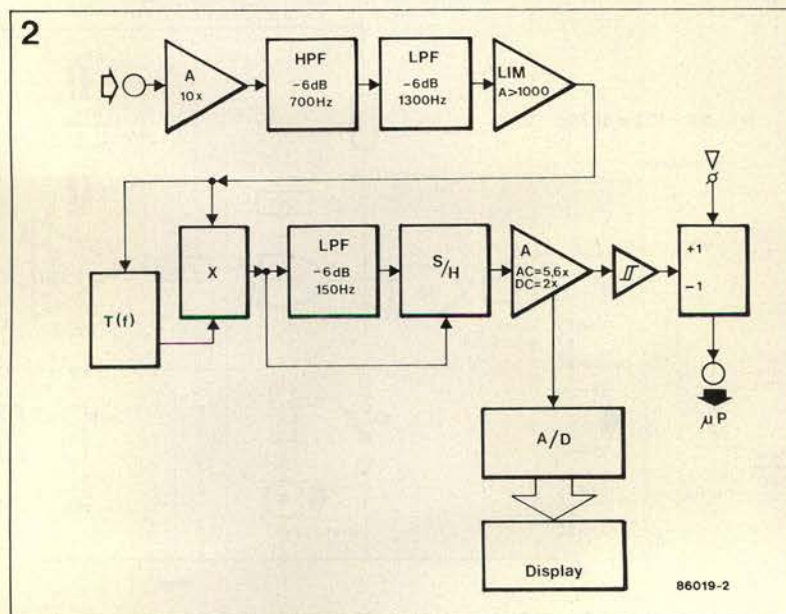 2
A
10x
HPF
-6dB
700Hz
LPF
-6dB
1300Hz
LIM
A>1000
T(f)
X
LPF
-6dB
150Hz
S/H
A
AC=5,6x
DC=2x
+1
-1
μP
A/D
Display
86019-2